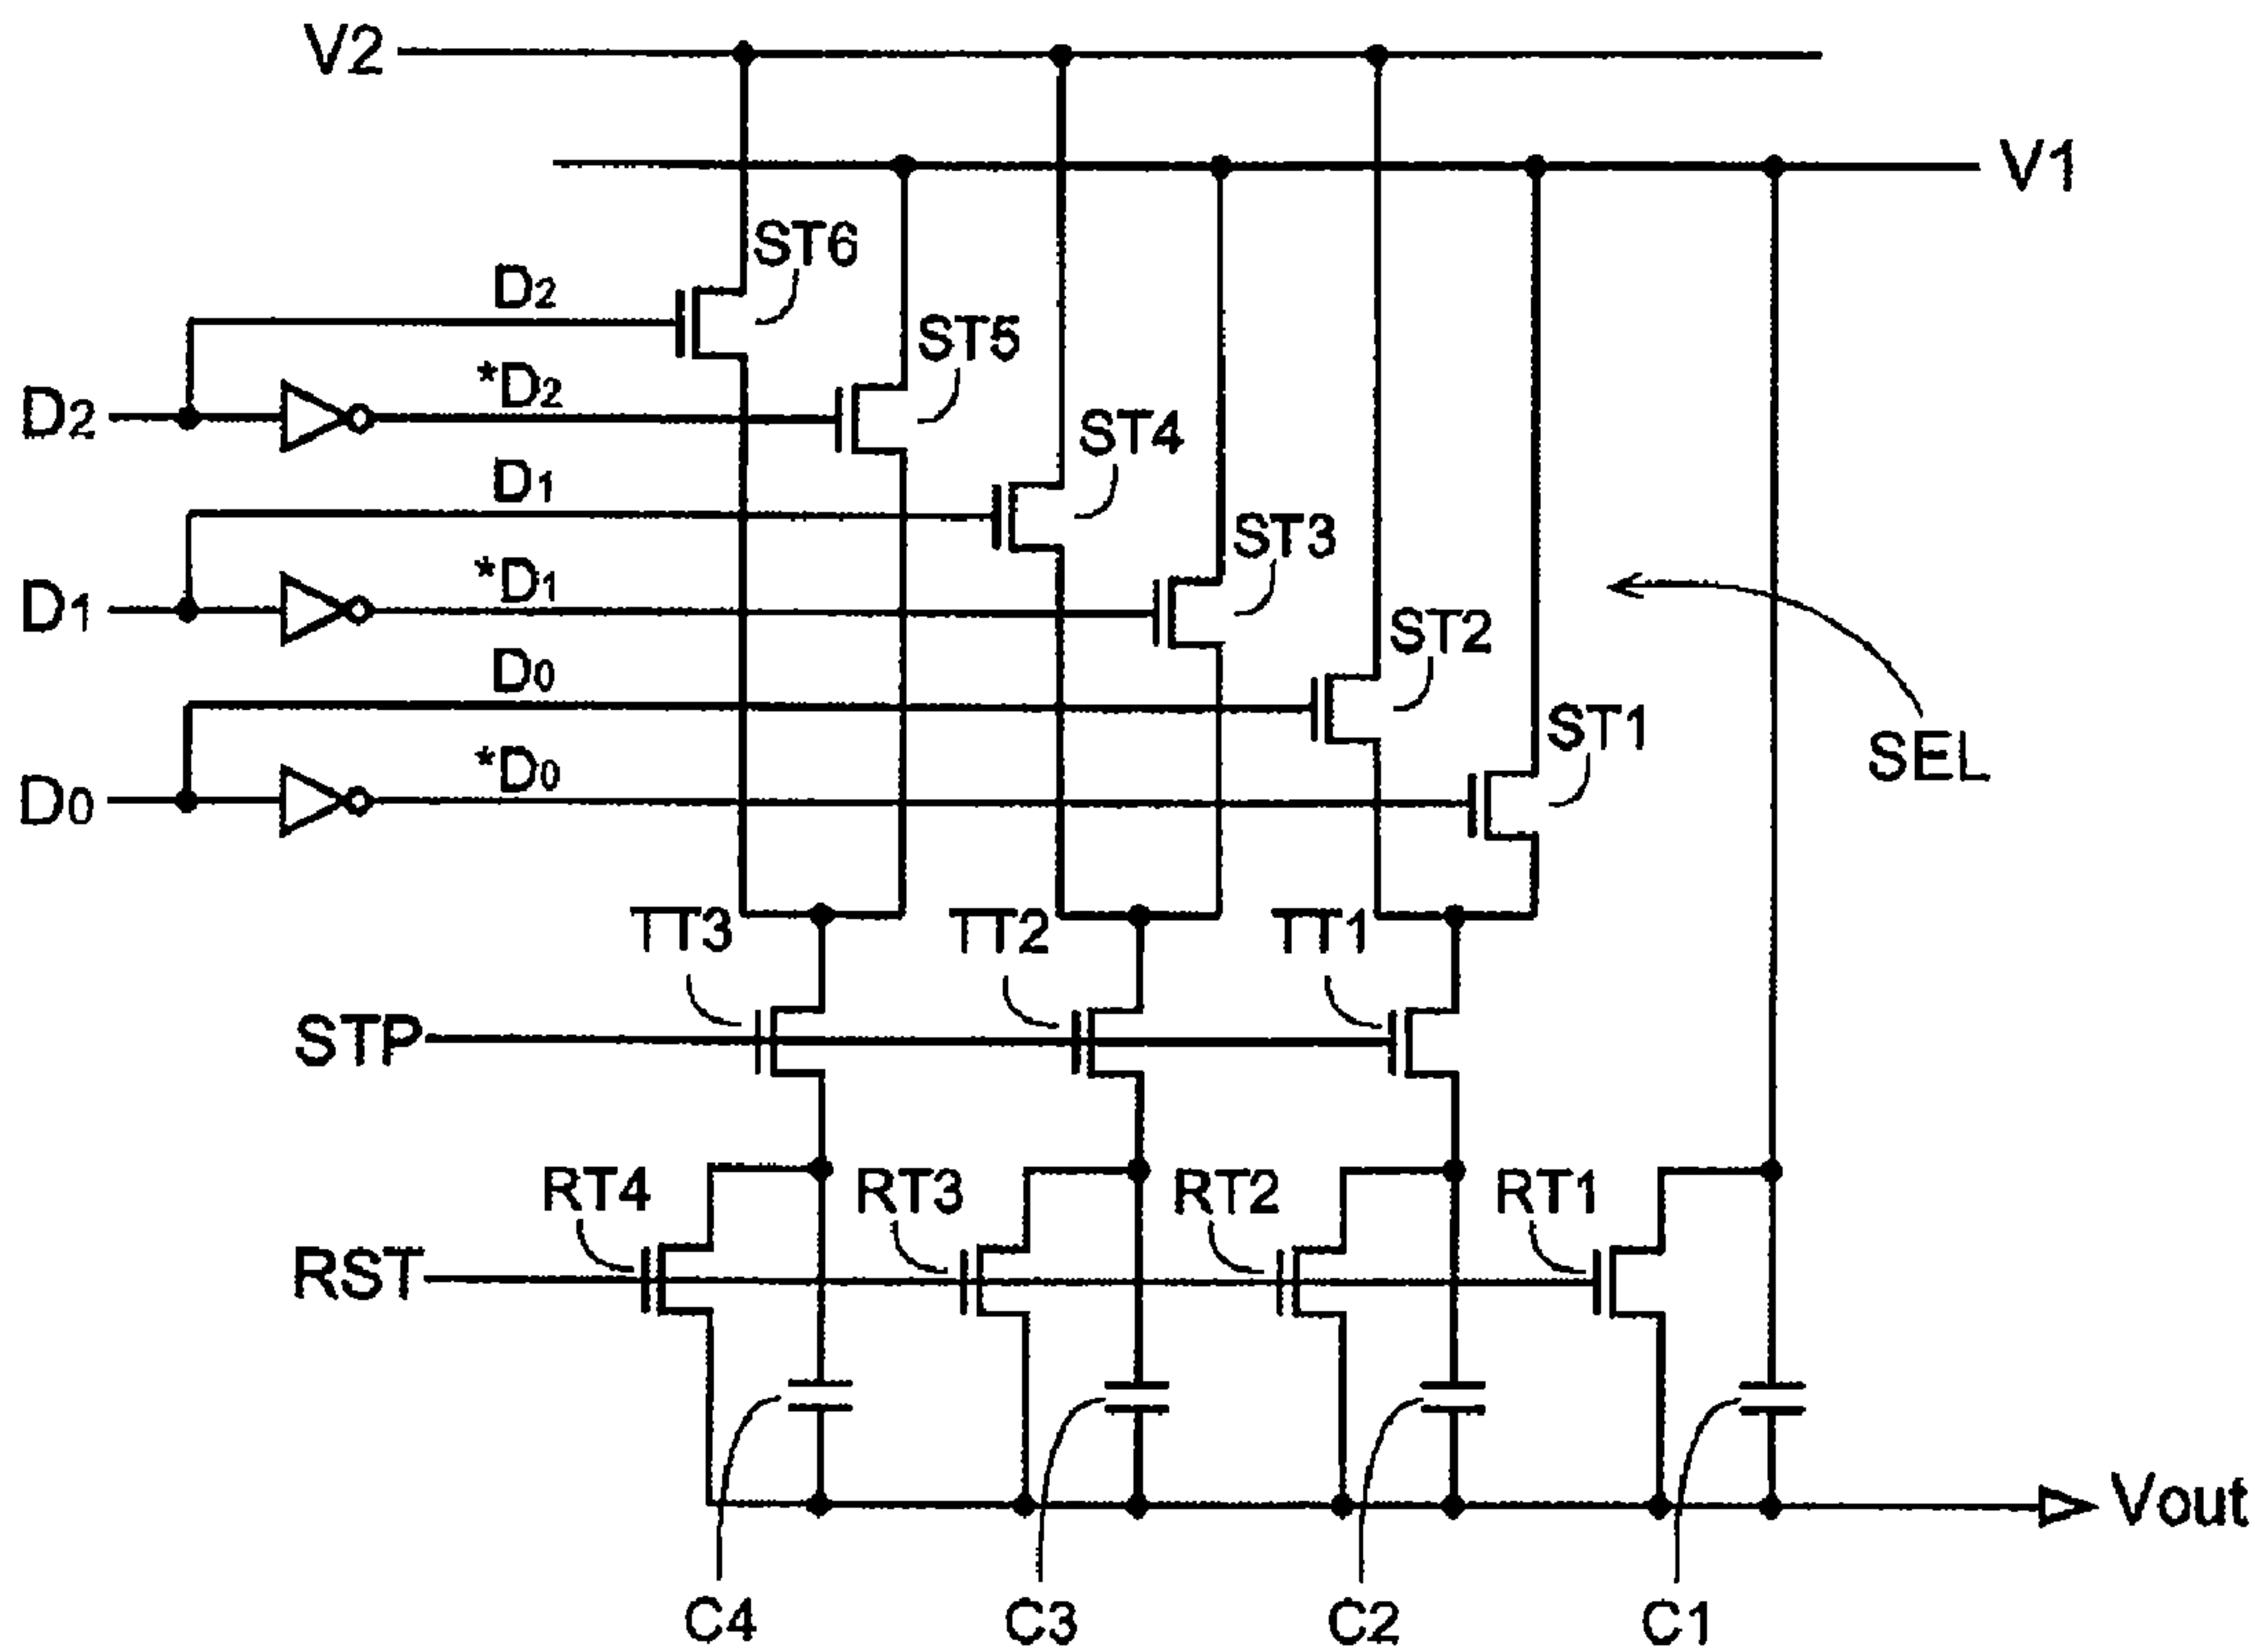 V2
V1
ST6
D2
ST5
*D2
D2
ST4
D1
ST3
*D1
D1
ST2
D0
ST1
SEL
*D0
D0
TT3
TT2
TT1
STP
RT4
RT3
RT2
RT1
RST
Vout
C4
C3
C2
C1